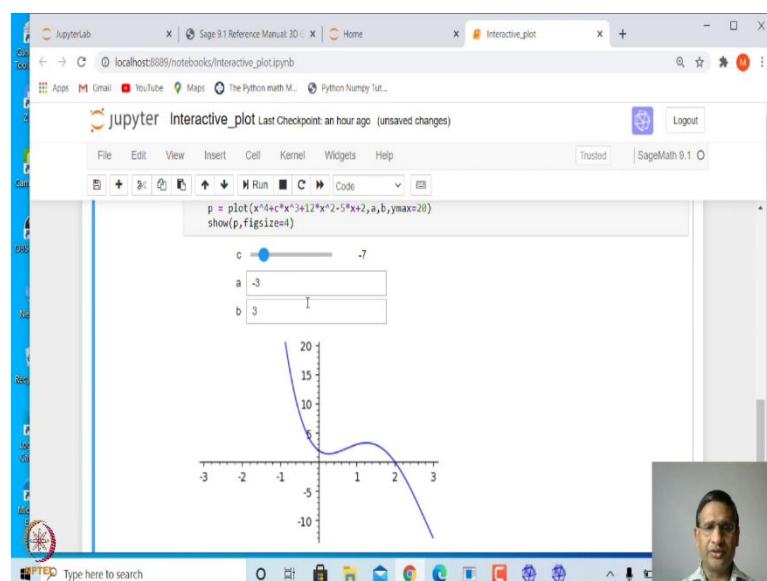 JupyterLab
Sage 9.1 Reference Manual: 3D G
Home
Interactive_plot
localhost:8889/notebooks/Interactive_plot.ipynb
Apps
Gmail
YouTube
Maps
The Python math M...
Python Numpy Tut...
M
jupyter Interactive_plot Last Checkpoint: an hour ago (unsaved changes)
Logout
File Edit View Insert Cell Kernel Widgets Help
Trusted
SageMath 9.1
Run
Code
p = plot(x^4+c*x^3+12*x^2-5*x+2,a,b,ymax=20)
show(p,figsize=4)
c -7
a -3
b 3
20
15
10
5
-3 -2 -1 1 2 3
-5
-10
PTEL
Type here to search